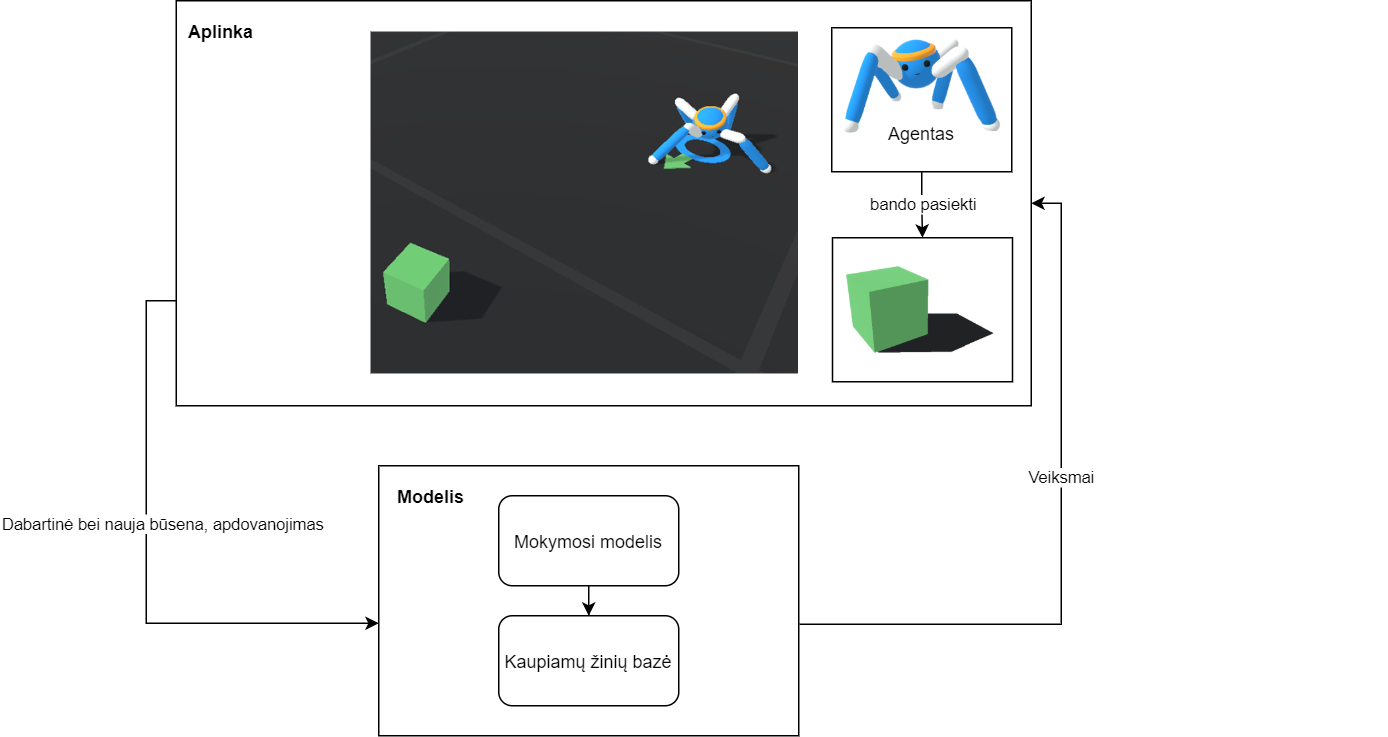 Aplinka
Agentas
bando pasiekti
Veiksmai
Dabartinė bei nauja būsena, apdovanojimas
Modelis
Mokymosi modelis
Kaupiamų žinių bazė